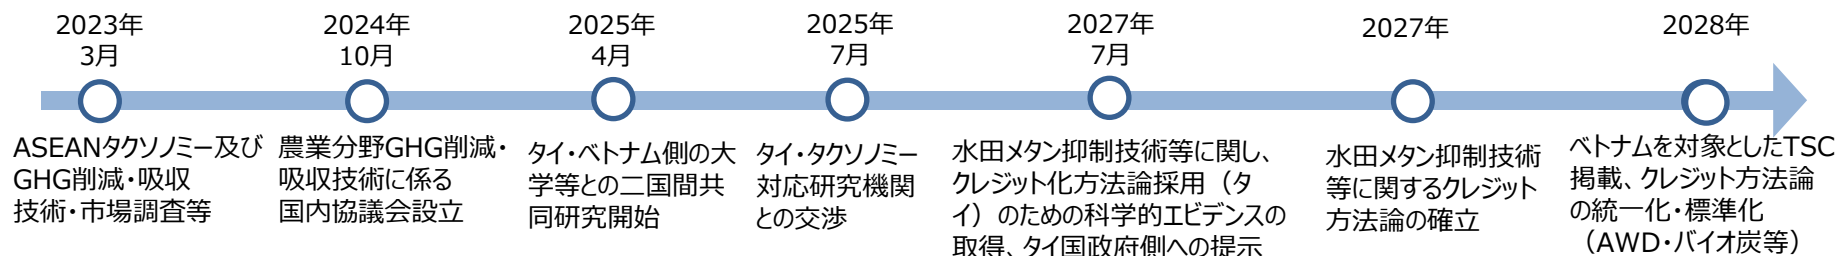 2023年
3月
ASEANタクソノミー及び
GHG削減・吸収
技術・市場調査等
2024年
10月
農業分野GHG削減・
吸収技術に係る
国内協議会設立
2025年
4月
タイ・ベトナム側の大
学等との二国間共
同研究開始
2025年
7月
タイ・タクソノミー
対応研究機関
との交渉
2027年
7月
水田メタン抑制技術等に関し、
クレジット化方法論採用（タ
イ）のための科学的エビデンスの
取得、タイ国政府側への提示
2027年
水田メタン抑制技術
等に関するクレジット
方法論の確立
2028年
ベトナムを対象としたTSC
掲載、クレジット方法論
の統一化・標準化
（AWD・バイオ炭等）